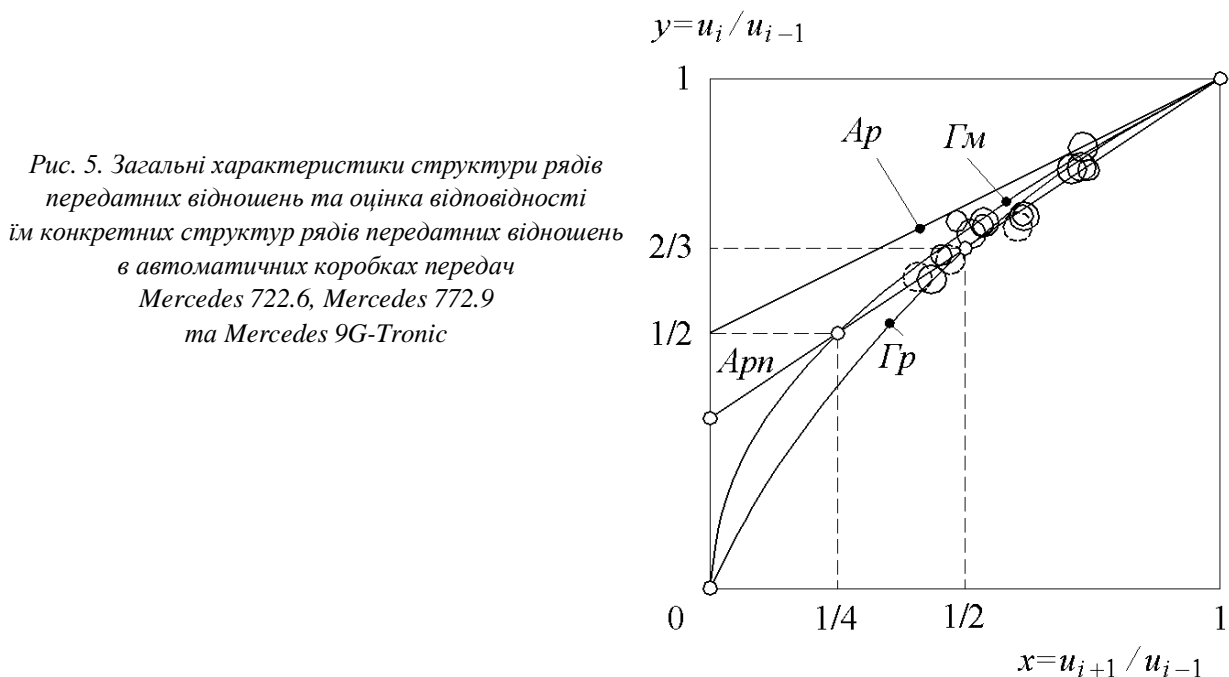 Рис. 5. Загальні характеристики структури рядів
передатних відношень та оцінка відповідності
їм конкретних структур рядів передатних відношень
в автоматичних коробках передач
Mercedes 722.6, Mercedes 772.9
та Mercedes 9G-Tronic
y=u_i / u_{i–1}
1
Ар
Гм
2/3
1/2
Арп
Гр
0
1/4
1/2
1
x=u_{i+1} / u_{i–1}